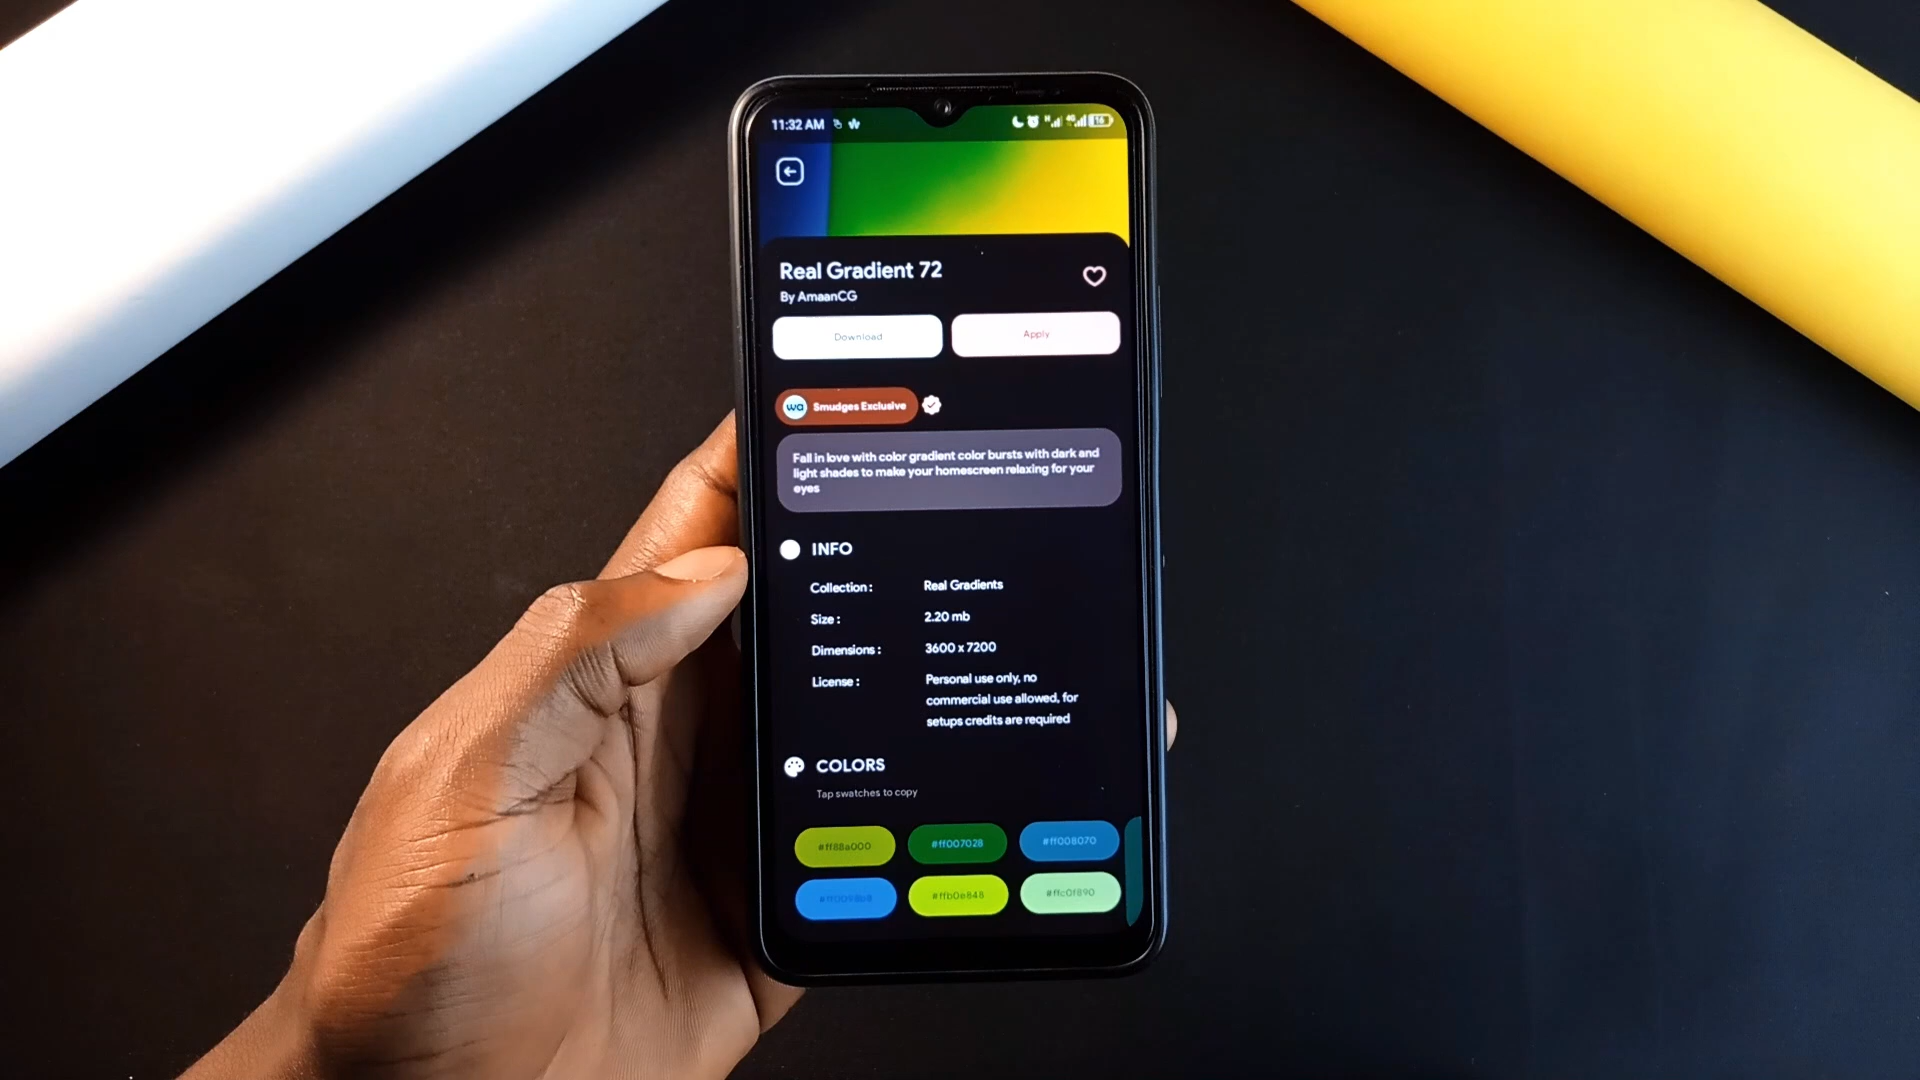 11:32 AM
16
Real Gradient 72
By AmaanCG
Download
Apply
wa Smudges Exclusive
Fall in love with color gradient color bursts with dark and
light shades to make your homescreen relaxing for your
eyes
INFO
Collection : Real Gradients
Size : 2.20 mb
Dimensions : 3600 x 7200
License : Personal use only, no
commercial use allowed, for
setups credits are required
COLORS
Tap swatches to copy
#ff88a000 #ff007028 #ff008070
#ffb0e848 #ffc0f890